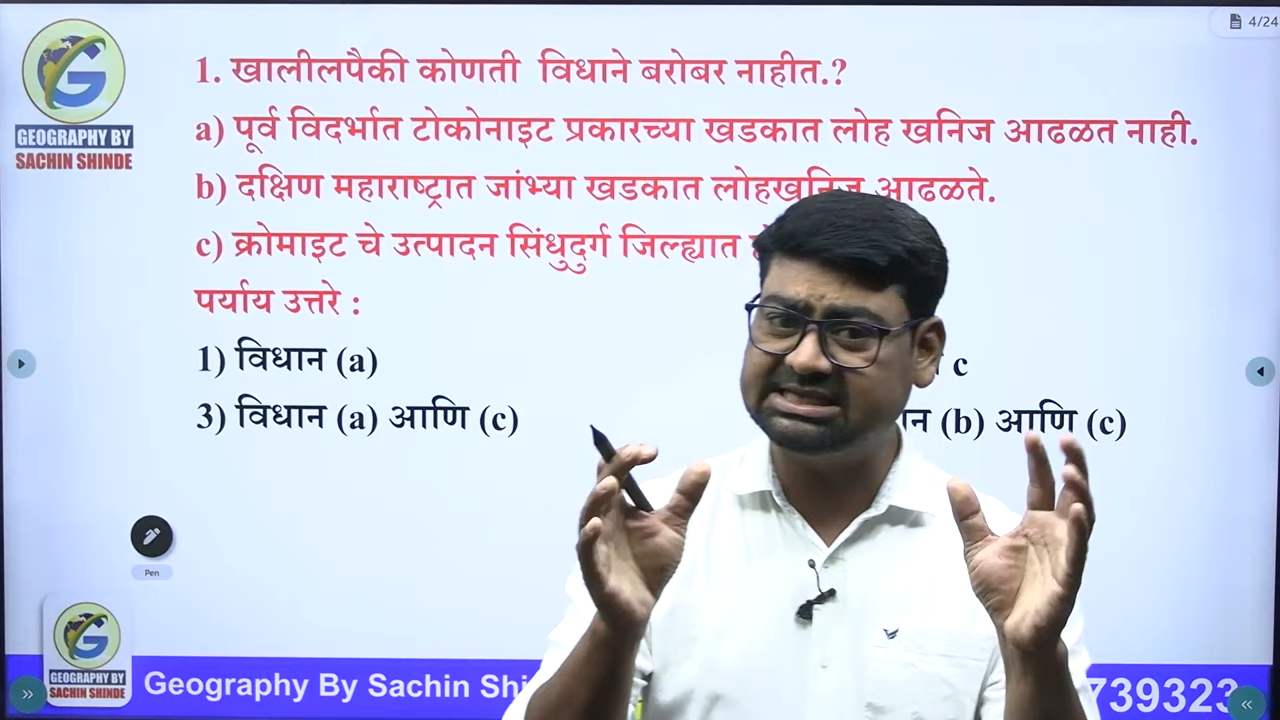 4/24
GEOGRAPHY BY
SACHIN SHINDE
1. खालीलपैकी कोणती विधाने बरोबर नाहीत.?
a) पूर्व विदर्भात टोकोनाइट प्रकारच्या खडकात लोह खनिज आढळत नाही.
b) दक्षिण महाराष्ट्रात जांभ्या खडकात लोहखनिज आढळते.
c) क्रोमाइट चे उत्पादन सिंधुदुर्ग जिल्ह्यात
पर्याय उत्तरे :
1) विधान (a)
c
3) विधान (a) आणि (c)
(b) आणि (c)
Pen
GEOGRAPHY BY
SACHIN SHINDE
Geography By Sachin
739323